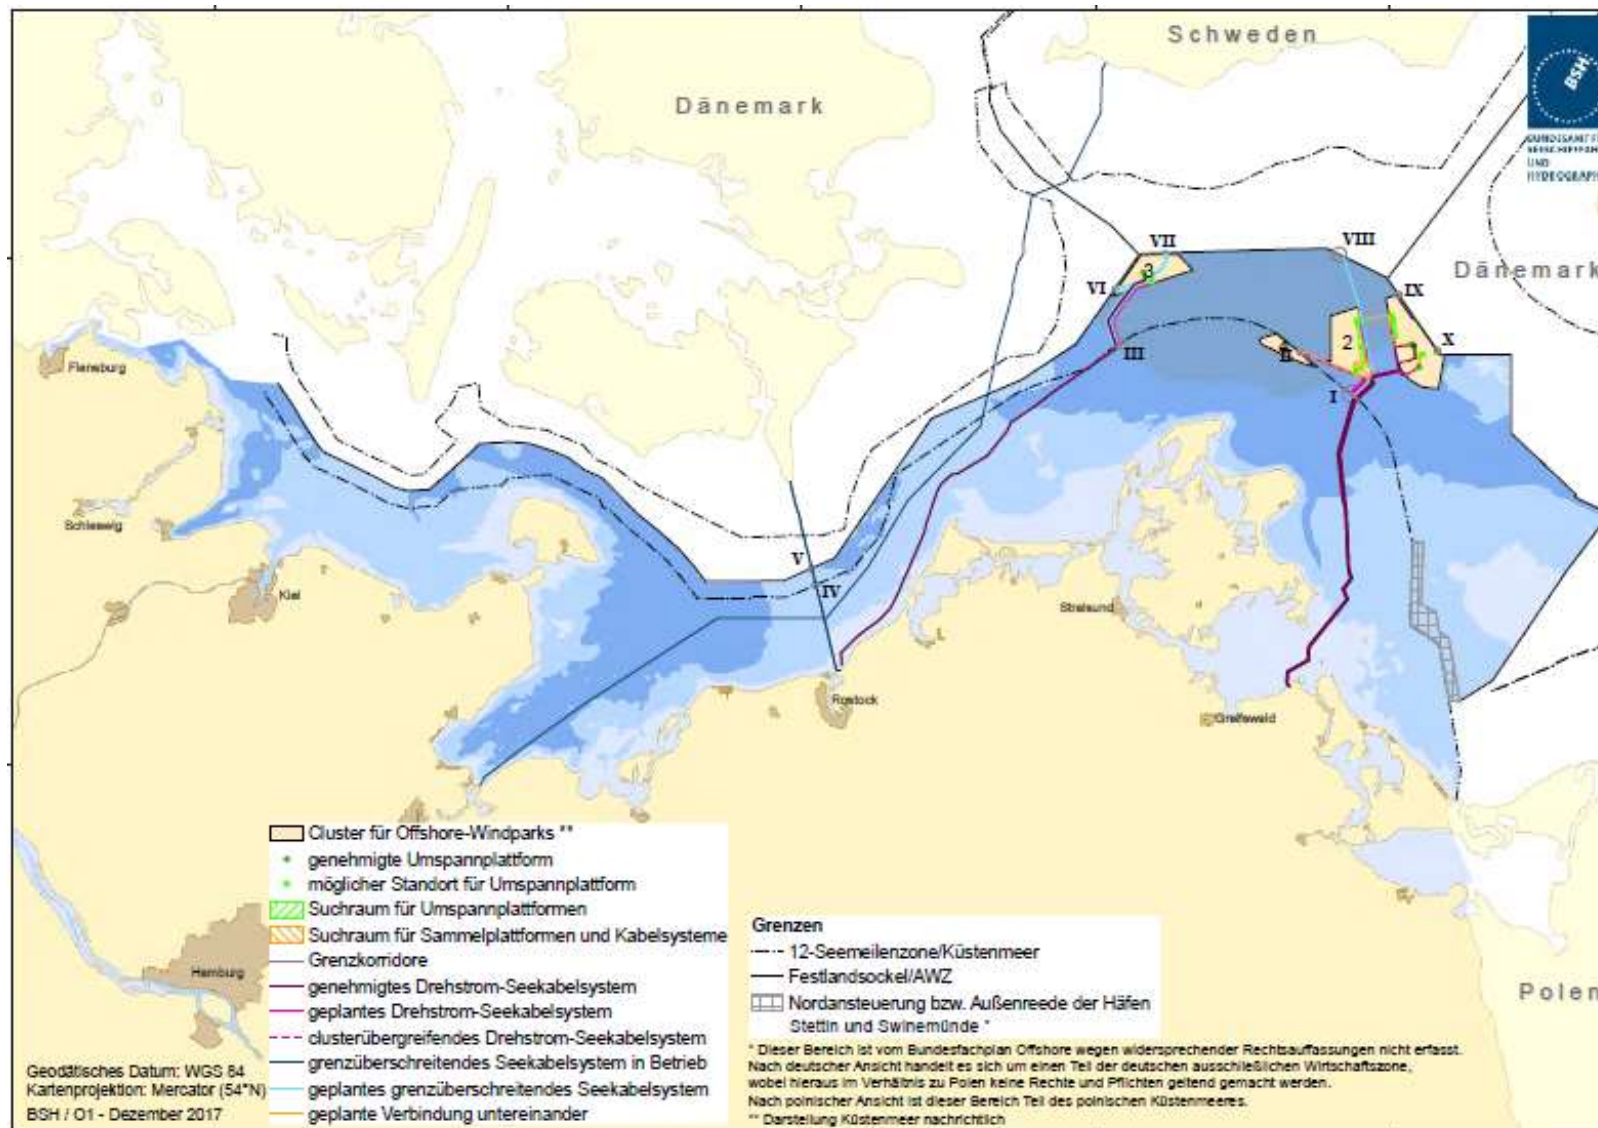 Schweden
Dänemark
BSH
BUNDESAMT F
SEESCHIFFFAH
UND
HYDROGRAPH
VII
VIII
3
Dänemark
VI
IX
2
1
X
III
II
I
Flensburg
Schleswig
Kiel
V
IV
Stralsund
Rostock
Greifswald
Hamburg
Polen
Cluster für Offshore-Windparks **
genehmigte Umspannplattform
möglicher Standort für Umspannplattform
Suchraum für Umspannplattformen
Suchraum für Sammelplattformen und Kabelsysteme
Grenzkorridore
genehmigtes Drehstrom-Seekabelsystem
geplantes Drehstrom-Seekabelsystem
clusterübergreifendes Drehstrom-Seekabelsystem
grenzüberschreitendes Seekabelsystem in Betrieb
geplantes grenzüberschreitendes Seekabelsystem
geplante Verbindung untereinander
Grenzen
12-Seemeilenzone/Küstenmeer
Festlandsockel/AWZ
Nordansteuerung bzw. Außenreede der Häfen
Stettin und Swinemünde *
* Dieser Bereich ist vom Bundesfachplan Offshore wegen widersprechender Rechtsauffassungen nicht erfasst.
Nach deutscher Ansicht handelt es sich um einen Teil der deutschen ausschließlichen Wirtschaftszone,
wobei hieraus im Verhältnis zu Polen keine Rechte und Pflichten geltend gemacht werden.
Nach polnischer Ansicht ist dieser Bereich Teil des polnischen Küstenmeeres.
** Darstellung Küstenmeer nachrichtlich
Geodätisches Datum: WGS 84
Kartenprojektion: Mercator (54°N)
BSH / O1 - Dezember 2017